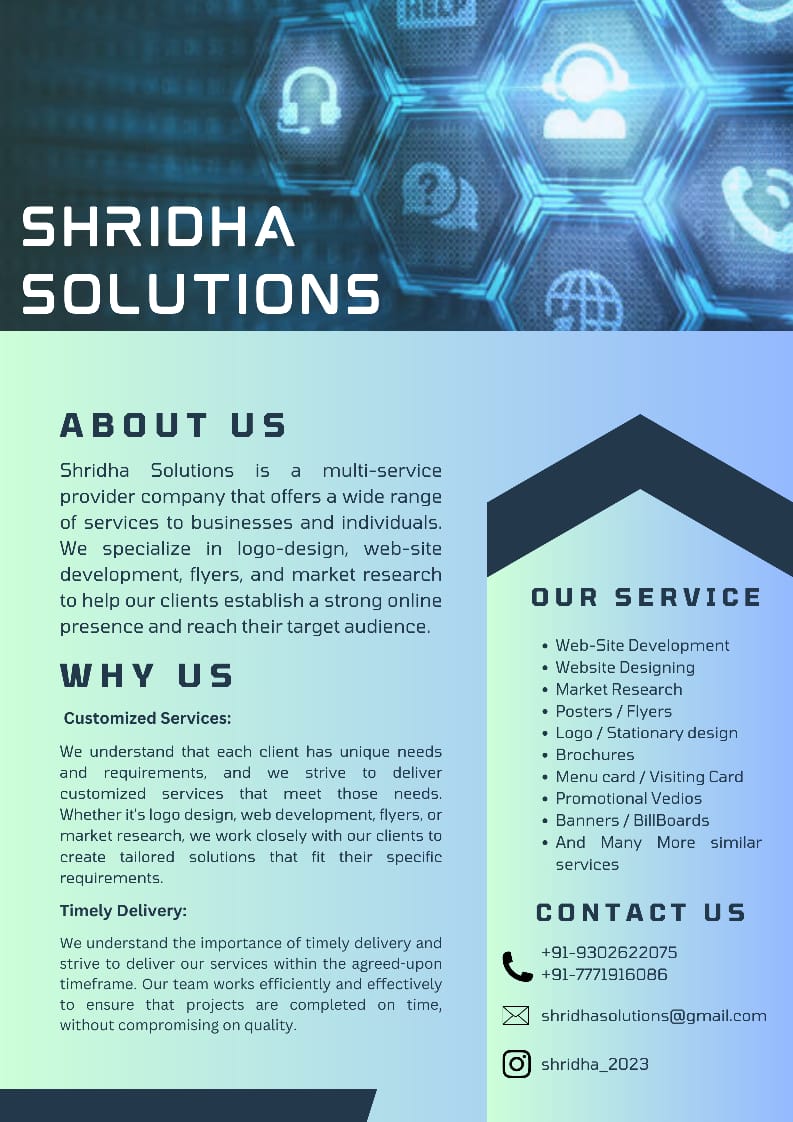 HELP
SHRIDHA
SOLUTIONS
ABOUT US
Shridha Solutions is a multi-service
provider company that offers a wide range
of services to businesses and individuals.
We specialize in logo-design, web-site
development, flyers, and market research
to help our clients establish a strong online
presence and reach their target audience.
WHY US
Customized Services:
We understand that each client has unique needs
and requirements, and we strive to deliver
customized services that meet those needs.
Whether it's logo design, web development, flyers, or
market research, we work closely with our clients to
create tailored solutions that fit their specific
requirements.
Timely Delivery:
We understand the importance of timely delivery and
strive to deliver our services within the agreed-upon
timeframe. Our team works efficiently and effectively
to ensure that projects are completed on time,
without compromising on quality.
OUR SERVICE
• Web-Site Development
• Website Designing
• Market Research
• Posters / Flyers
• Logo / Stationary design
• Brochures
• Menu card / Visiting Card
• Promotional Vedios
• Banners / BillBoards
• And Many More similar
services
CONTACT US
+91-9302622075
+91-7771916086
shridhasolutions@gmail.com
shridha_2023